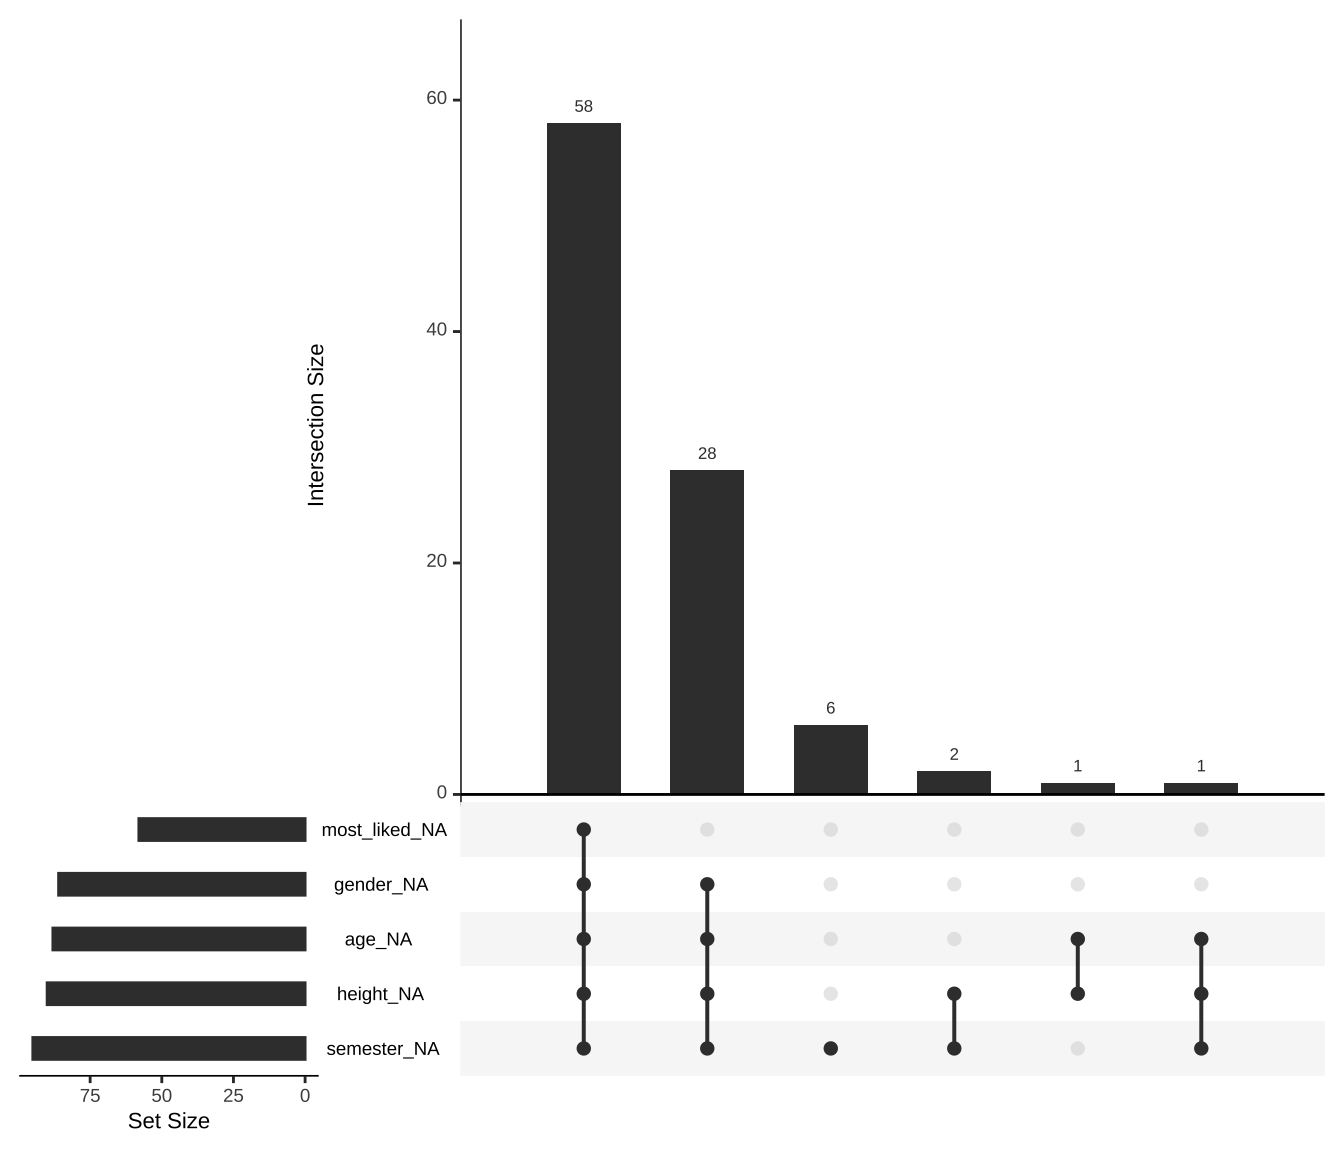 60
58
40
Intersection Size
28
20
6
2
1
1
0
most_liked_NA
gender_NA
age_NA
height_NA
semester_NA
75 50 25 0
Set Size